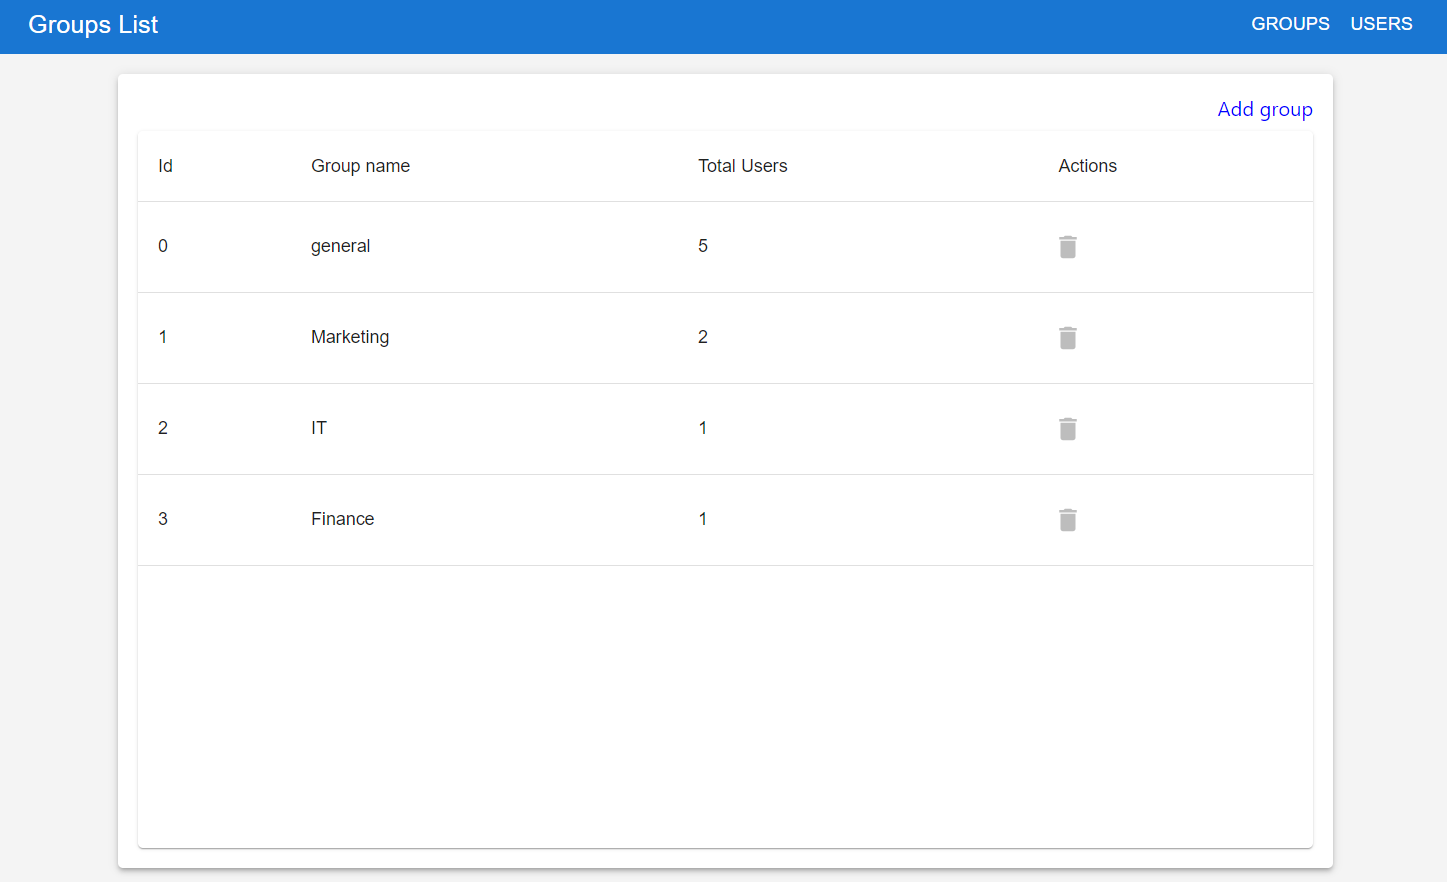 Groups List GROUPS USERS
Add group
Id Group name Total Users Actions
0 general 5
1 Marketing 2
2 IT 1
3 Finance 1